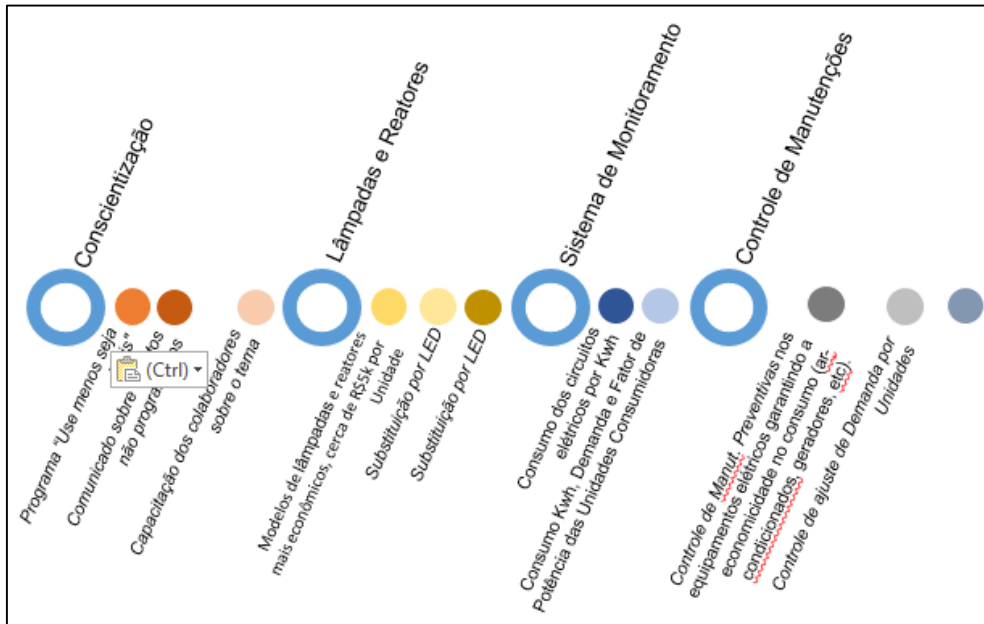 Conscientização
Programa "Use menos seja
Comunicado sobre
não
Capacitação dos colaboradores
sobre o tema
Lâmpadas e Reatores
Modelos de lâmpadas e reatores
mais econômicos, cerca de R$5k por
Unidade
Substituição por LED
Substituição por LED
Sistema de Monitoramento
Consumo dos circuitos
elétricos por Kwh
Consumo Kwh, Demanda e Fator de
Potência das Unidades Consumidoras
Controle de Manutenções
Controle de Manut. Preventivas nos
equipamentos elétricos garantindo a
economicidade no consumo (ar-
condicionados, geradores, etc).
Controle de ajuste de Demanda por
Unidades
(Ctrl)